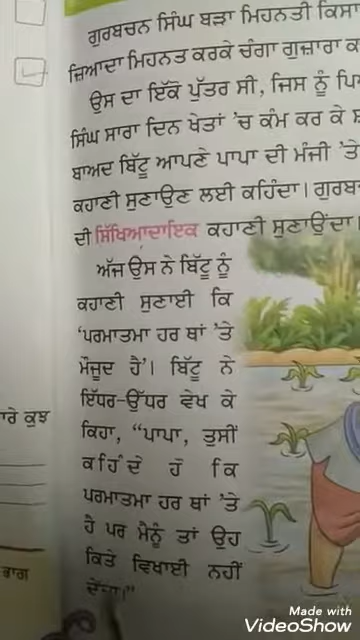 ਗੁਰਬਚਨ ਸਿੰਘ ਬੜਾ ਮਿਹਨਤੀ
ਜ਼ਿਆਦਾ ਮਿਹਨਤ ਕਰਕੇ ਚੰਗਾ ਗੁਜ਼ਾਰਾ
ਉਸ ਦਾ ਇੱਕੋ ਪੁੱਤਰ ਸੀ, ਜਿਸ ਨੂੰ
ਸਿੰਘ ਸਾਰਾ ਦਿਨ ਖੇਤਾਂ 'ਚ ਕੰਮ ਕਰ ਕੇ
ਬਾਅਦ ਬਿੱਟੂ ਆਪਣੇ ਪਾਪਾ ਦੀ ਮੰਜੀ 'ਤੇ
ਕਹਾਣੀ ਸੁਣਾਉਣ ਲਈ ਕਹਿੰਦਾ।
ਦੀ ਸਿੱਖਿਆਦਾਇਕ ਕਹਾਣੀ ਸੁਣਾਉਂਦਾ।
ਅੱਜ ਉਸ ਨੇ ਬਿੱਟੂ ਨੂੰ
ਕਹਾਣੀ ਸੁਣਾਈ ਕਿ
'ਪਰਮਾਤਮਾ ਹਰ ਥਾਂ 'ਤੇ
ਮੌਜੂਦ ਹੈ'। ਬਿੱਟੂ ਨੇ
ਇੱਧਰ-ਉੱਧਰ ਵੇਖ ਕੇ
ਕਿਹਾ, "ਪਾਪਾ, ਤੁਸੀਂ
ਕਹਿੰਦੇ ਹੋ ਕਿ
ਪਰਮਾਤਮਾ ਹਰ ਥਾਂ 'ਤੇ
ਹੈ ਪਰ ਮੈਨੂੰ ਤਾਂ ਉਹ
ਕਿਤੇ ਵਿਖਾਈ ਨਹੀਂ
ਕੁਝ
Made with
VideoShow